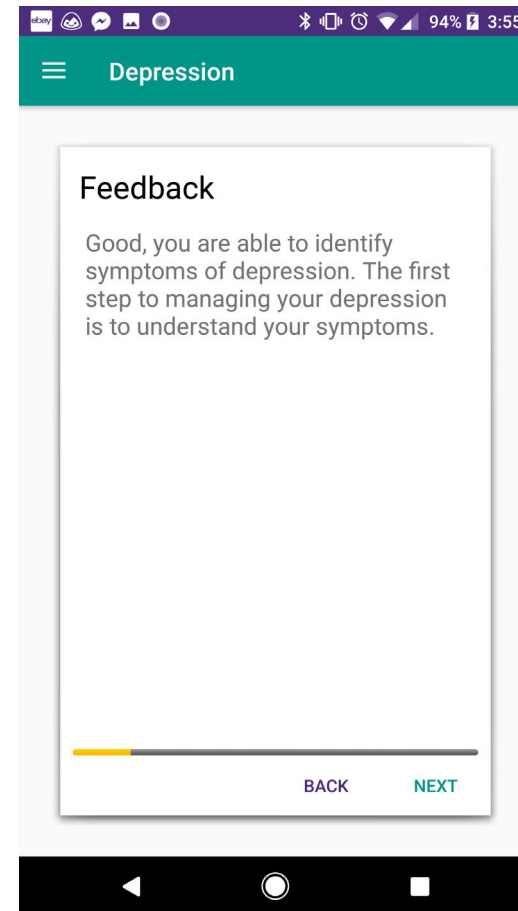 ebay 94% 3:55
Depression
Feedback
Good, you are able to identify
symptoms of depression. The first
step to managing your depression
is to understand your symptoms.
BACK NEXT